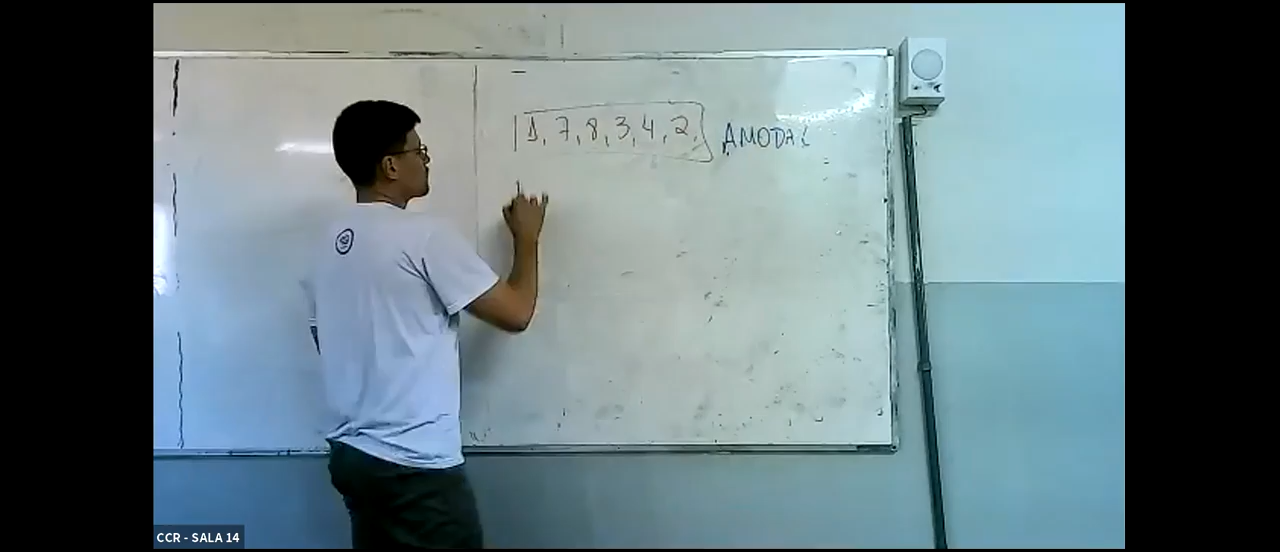 1, 7, 8, 3, 4, 2, AMODAL
CCR - SALA 14